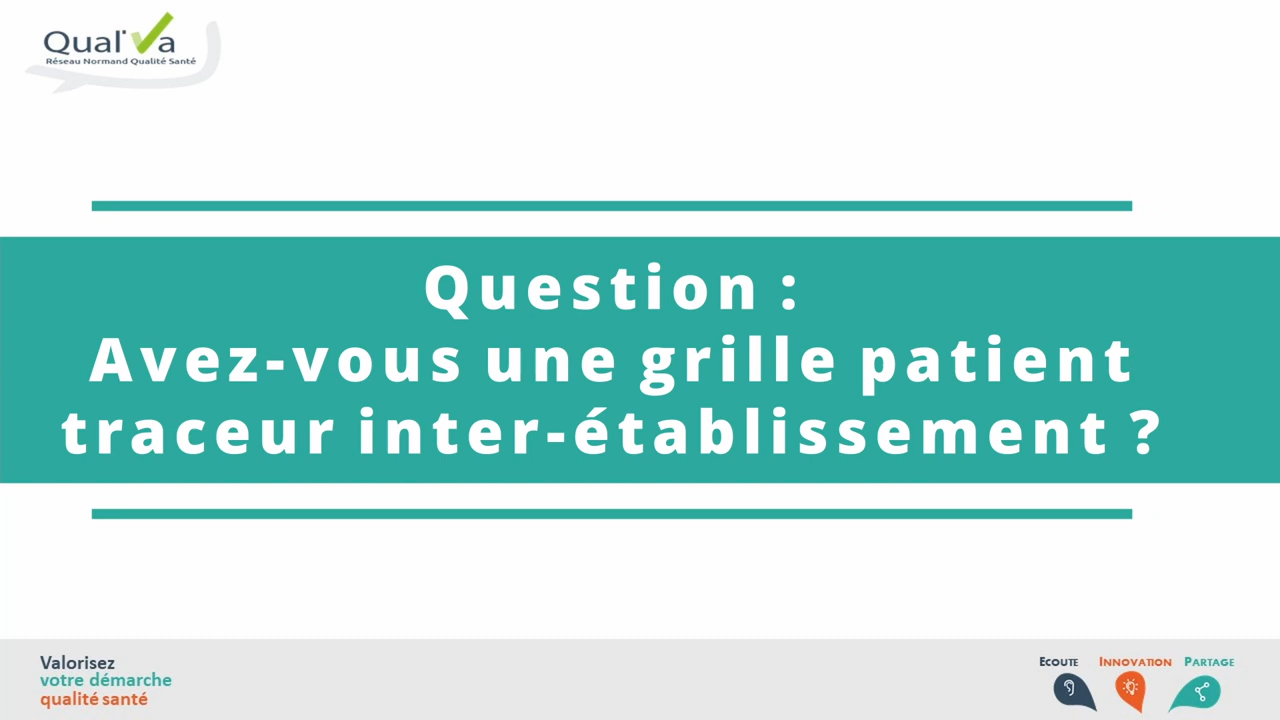 Qual'Va
Réseau Normand Qualité Santé
Question :
Avez-vous une grille patient
traceur inter-établissement ?
Valorisez
votre démarche
qualité santé
ECOUTE
INNOVATION
PARTAGE